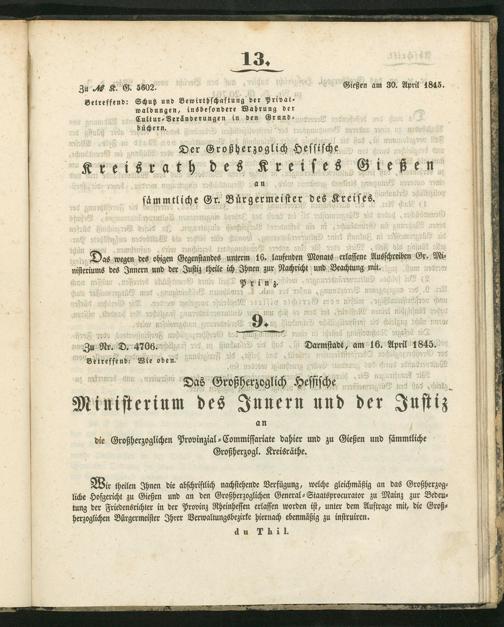 13.
Zu № K. G. 5602. Gießen am 30. April 1845.
Betreffend: Schutz und Bewirthschaftung der Privat-
waldungen, insbesondere Wahrung der
Cultur-Veränderungen in den Grund-
büchern.
Der Großherzoglich Hessische
Kreisrath des Kreises Gießen
an
sämmtliche Gr. Bürgermeister des Kreises.
Das wegen des obigen Gegenstandes unterm 16. laufenden Monats erlassene Ausschreiben Gr. Mi-
nisteriums des Innern und der Justiz theile ich Ihnen zur Nachricht und Beachtung mit.
Prinz.
9.
Zu Nr. D. 4706. Darmstadt, am 16. April 1845.
Betreffend: Wie oben.
Das Großherzoglich Hessische
Ministerium des Innern und der Justiz
an
die Großherzoglichen Provinzial-Commissariate dahier und zu Gießen und sämmtliche
Großherzogl. Kreisräthe.
Wir theilen Ihnen die abschriftlich nachstehende Verfügung, welche gleichmäßig an das Großherzog-
liche Hofgericht zu Gießen und an den Großherzoglichen General-Staatsprocurator zu Mainz zur Bedeu-
tung der Friedensrichter in der Provinz Rheinhessen erlassen worden ist, unter dem Auftrage mit, die Groß-
herzoglichen Bürgermeister Ihrer Verwaltungsbezirke hiernach ebenmäßig zu instruiren.
du Thil.